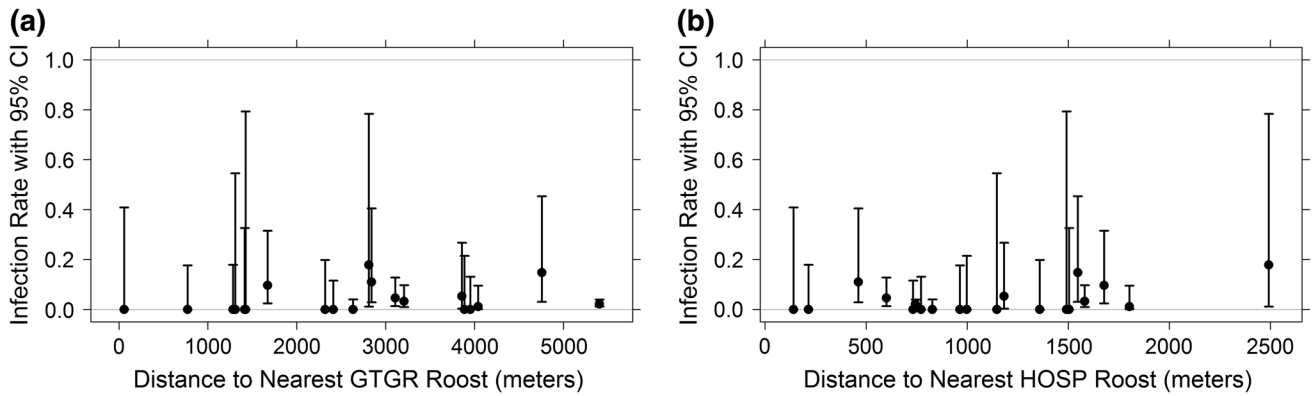 (a)
Infection Rate with 95% CI
1.0
0.8
0.6
0.4
0.2
0.0
0 1000 2000 3000 4000 5000
Distance to Nearest GTGR Roost (meters)
(b)
Infection Rate with 95% CI
1.0
0.8
0.6
0.4
0.2
0.0
0 500 1000 1500 2000 2500
Distance to Nearest HOSP Roost (meters)